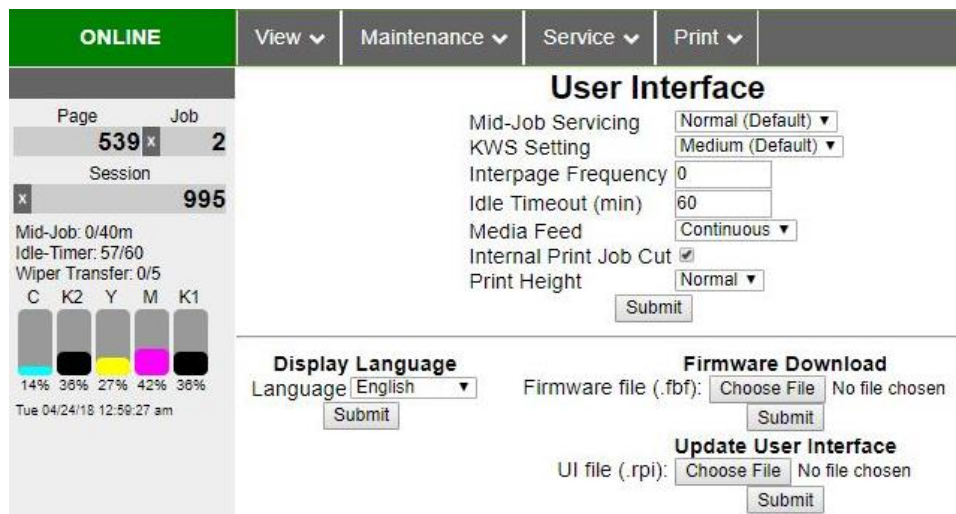 ONLINE
View
Maintenance
Service
Print
Page Job
539 x 2
Session
x 995
Mid-Job: 0/40m
Idle-Timer: 57/60
Wiper Transfer: 0/5
C K2 Y M K1
14% 36% 27% 42% 36%
Tue 04/24/18 12:59:27 am
User Interface
Mid-Job Servicing Normal (Default)
KWS Setting Medium (Default)
Interpage Frequency 0
Idle Timeout (min) 60
Media Feed Continuous
Internal Print Job Cut
Print Height Normal
Submit
Display Language
Language English
Submit
Firmware Download
Firmware file (.fbf): Choose File No file chosen
Submit
Update User Interface
UI file (.rpi): Choose File No file chosen
Submit